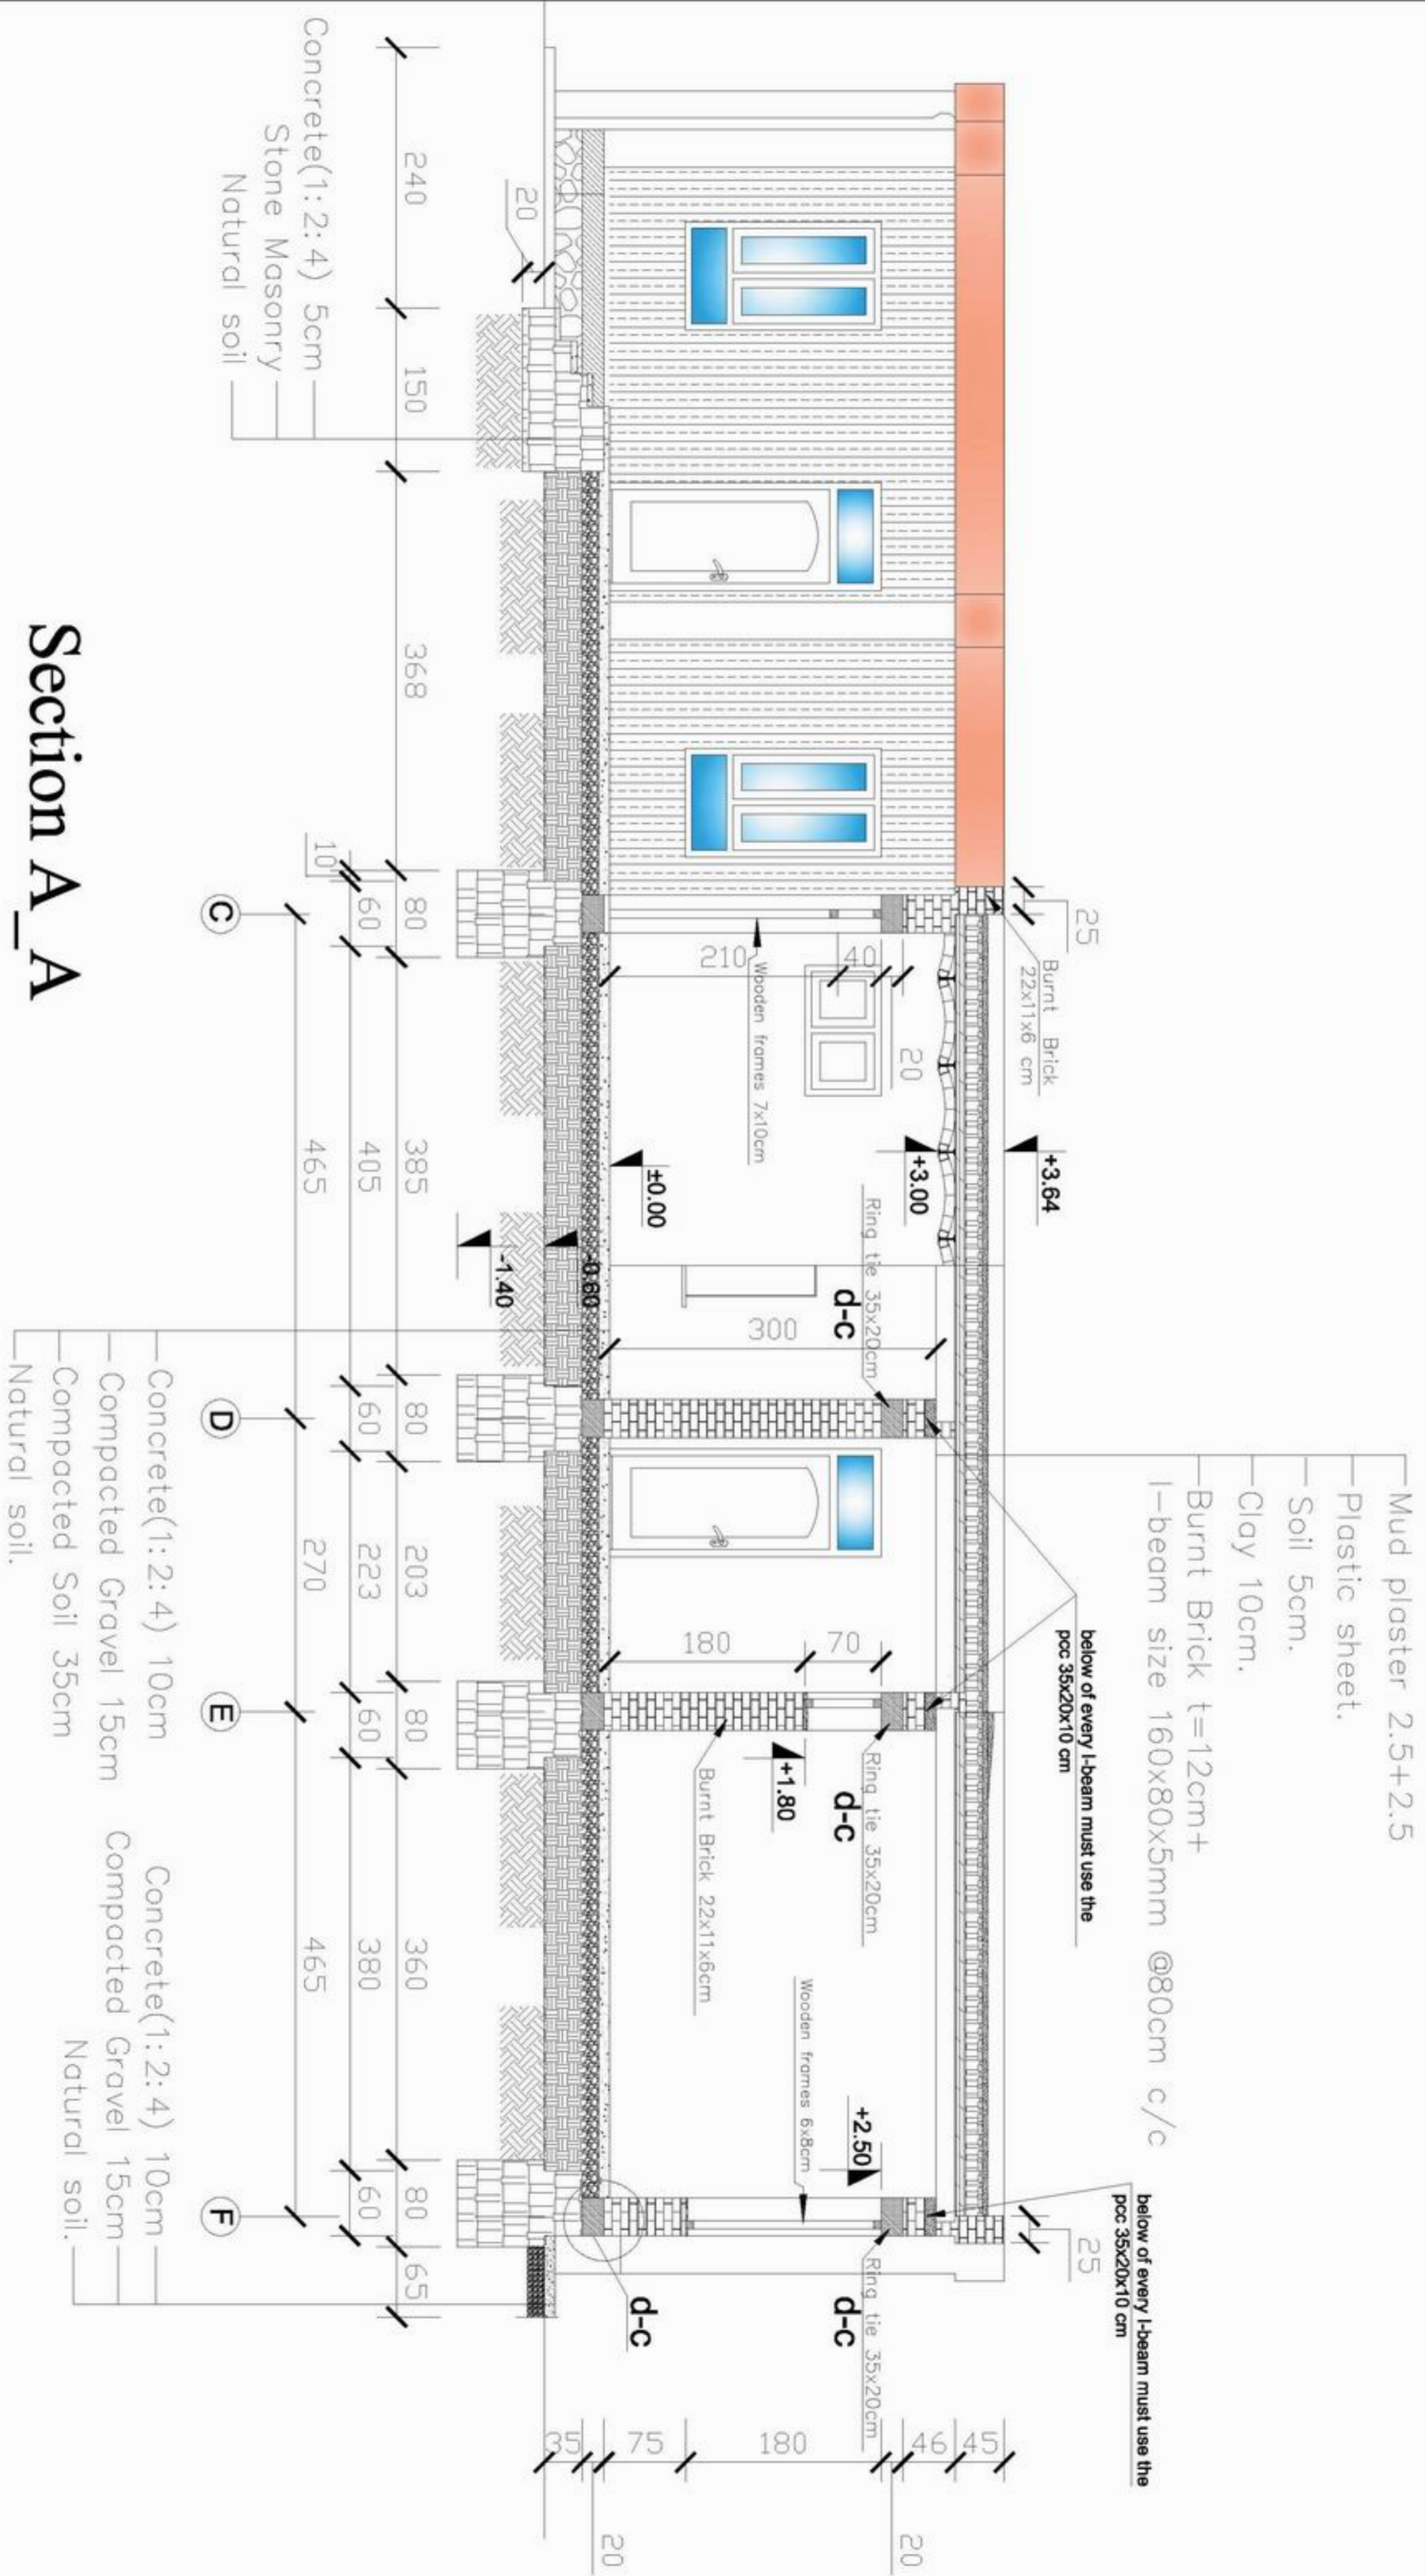 Mud plaster 2.5+2.5
Plastic sheet.
Soil 5cm.
Clay 10cm.
Burnt Brick t=12cm+
I-beam size 160x80x5mm @80cm c/c
below of every I-beam must use the
pcc 35x20x10 cm
below of every I-beam must use the
pcc 35x20x10 cm
25
25
Burnt Brick
22x11x6 cm
+3.64
+3.00
±0.00
-0.60
-1.40
210
40
20
Wooden frames 7x10cm
Ring tie 35x20cm
d-c
300
180
70
+1.80
Ring tie 35x20cm
d-c
Burnt Brick 22x11x6cm
Wooden frames 6x8cm
+2.50
Ring tie 35x20cm
d-c
d-c
45
46
20
180
75
20
35
20
240
150
368
80
385
80
203
80
360
80
65
10
60
405
60
223
60
380
60
465
270
465
C
D
E
F
Concrete(1:2:4) 5cm
Stone Masonry
Natural soil
Concrete(1:2:4) 10cm
Compacted Gravel 15cm
Compacted Soil 35cm
Natural soil.
Concrete(1:2:4) 10cm
Compacted Gravel 15cm
Natural soil.
Section A_A